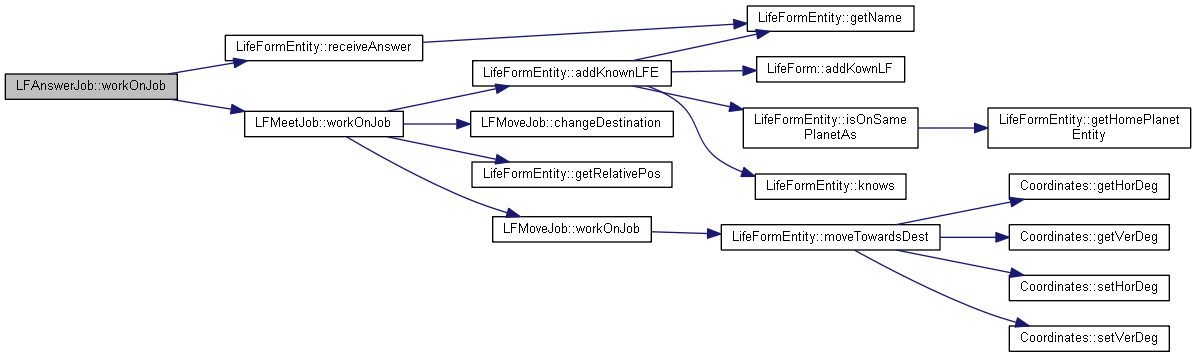 LFAnswerJob::workOnJob
LifeFormEntity::receiveAnswer
LFMeetJob::workOnJob
LifeFormEntity::addKnownLFE
LFMoveJob::changeDestination
LifeFormEntity::getRelativePos
LFMoveJob::workOnJob
LifeFormEntity::getName
LifeForm::addKownLF
LifeFormEntity::isOnSame
PlanetAs
LifeFormEntity::knows
LifeFormEntity::moveTowardsDest
LifeFormEntity::getHomePlanet
Entity
Coordinates::getHorDeg
Coordinates::getVerDeg
Coordinates::setHorDeg
Coordinates::setVerDeg